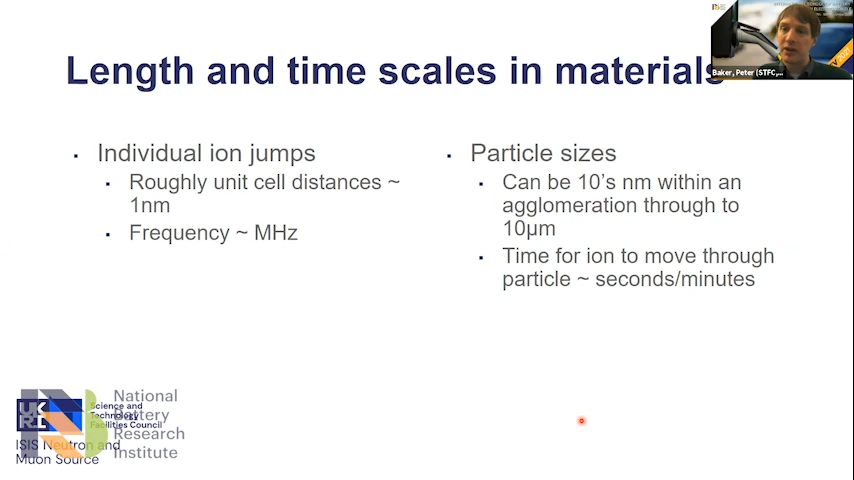 Length and time scales in materials
Baker, Peter (STFC,
Individual ion jumps
Roughly unit cell distances ~
1nm
Frequency ~ MHz
Particle sizes
Can be 10's nm within an
agglomeration through to
10µm
Time for ion to move through
particle ~ seconds/minutes
UK
RI
Science and
Technology
Facilities Council
ISIS Neutron and
Muon Source
National
Battery
Research
Institute